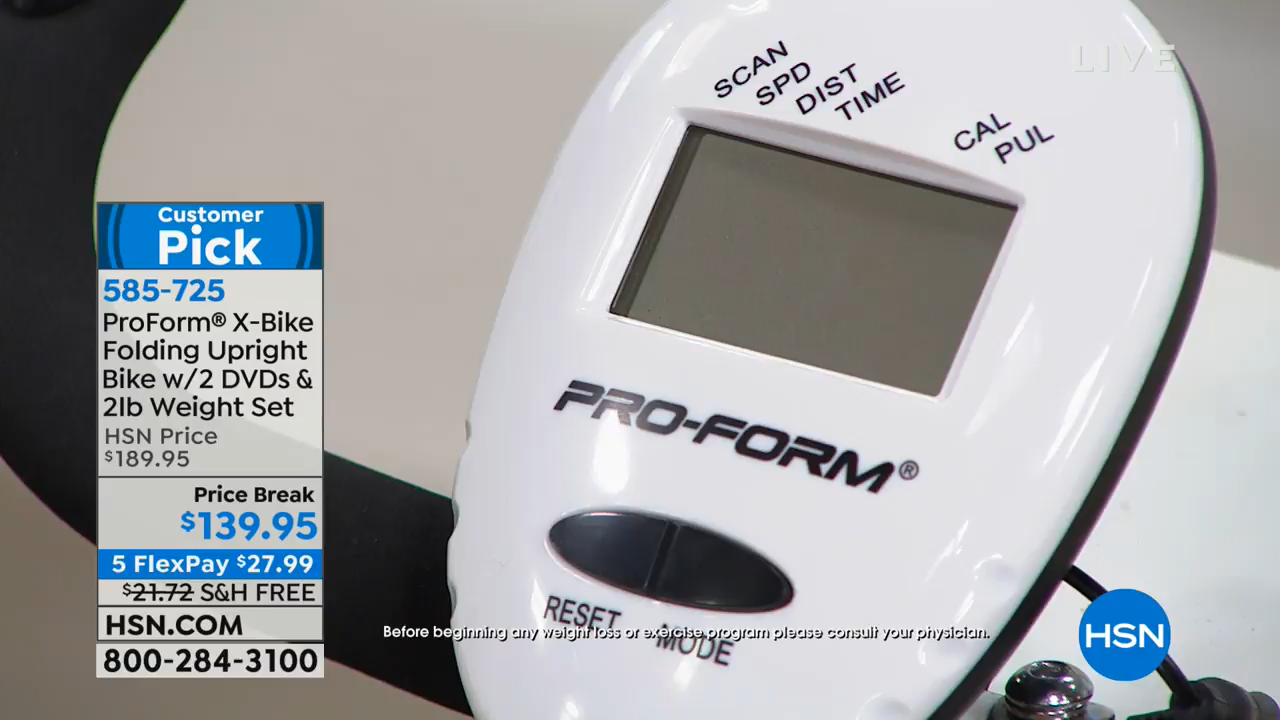 LIVE
SCAN
SPD
DIST
TIME
CAL
PUL
PRO-FORM®
RESET
MODE
Customer
Pick
585-725
ProForm® X-Bike
Folding Upright
Bike w/2 DVDs &
2lb Weight Set
HSN Price
$189.95
Price Break
$139.95
5 FlexPay $27.99
$21.72 S&H FREE
HSN.COM
800-284-3100
Before beginning any weight loss or exercise program please consult your physician.
HSN